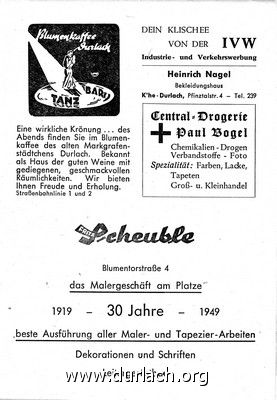 Blumenkaffee
Durlach
TANZ
BAR
Eine wirkliche Krönung . . . des
Abends finden Sie im Blumen-
kaffee des alten Markgrafen-
städtchens Durlach. Bekannt
als Haus der guten Weine mit
gediegenen, geschmackvollen
Räumlichkeiten. Wir bieten
Ihnen Freude und Erholung.
Straßenbahnlinie 1 und 2
DEIN KLISCHEE
VON DER IVW
Industrie- und Verkehrswerbung
Heinrich Nagel
Bekleidungshaus
K'he-Durlach, Pfinztalstr. 4 – Tel. 239
Central-Drogerie
Paul Vogel
Chemikalien - Drogen
Verbandstoffe - Foto
Spezialität: Farben, Lacke,
Tapeten
Groß- u. Kleinhandel
Scheuble
Blumentorstraße 4
das Malergeschäft am Platze
1919 – 30 Jahre – 1949
beste Ausführung aller Maler- und Tapezier-Arbeiten
Dekorationen und Schriften
www.durlach.org